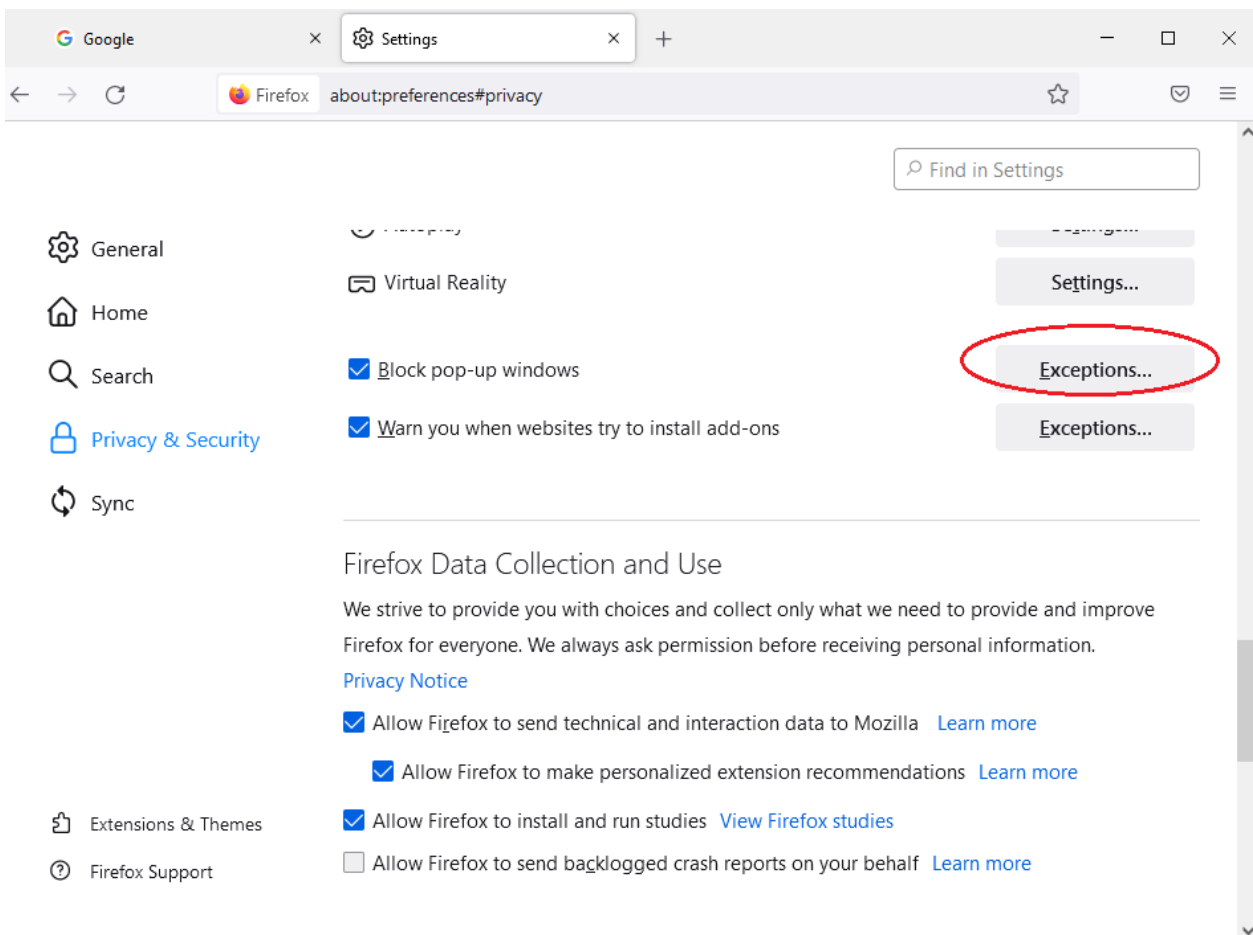 Google
Settings
Firefox about:preferences#privacy
Find in Settings
General
Home
Search
Privacy & Security
Sync
Extensions & Themes
Firefox Support
Virtual Reality Settings...
Block pop-up windows Exceptions...
Warn you when websites try to install add-ons Exceptions...
Firefox Data Collection and Use
We strive to provide you with choices and collect only what we need to provide and improve
Firefox for everyone. We always ask permission before receiving personal information.
Privacy Notice
Allow Firefox to send technical and interaction data to Mozilla Learn more
Allow Firefox to make personalized extension recommendations Learn more
Allow Firefox to install and run studies View Firefox studies
Allow Firefox to send backlogged crash reports on your behalf Learn more